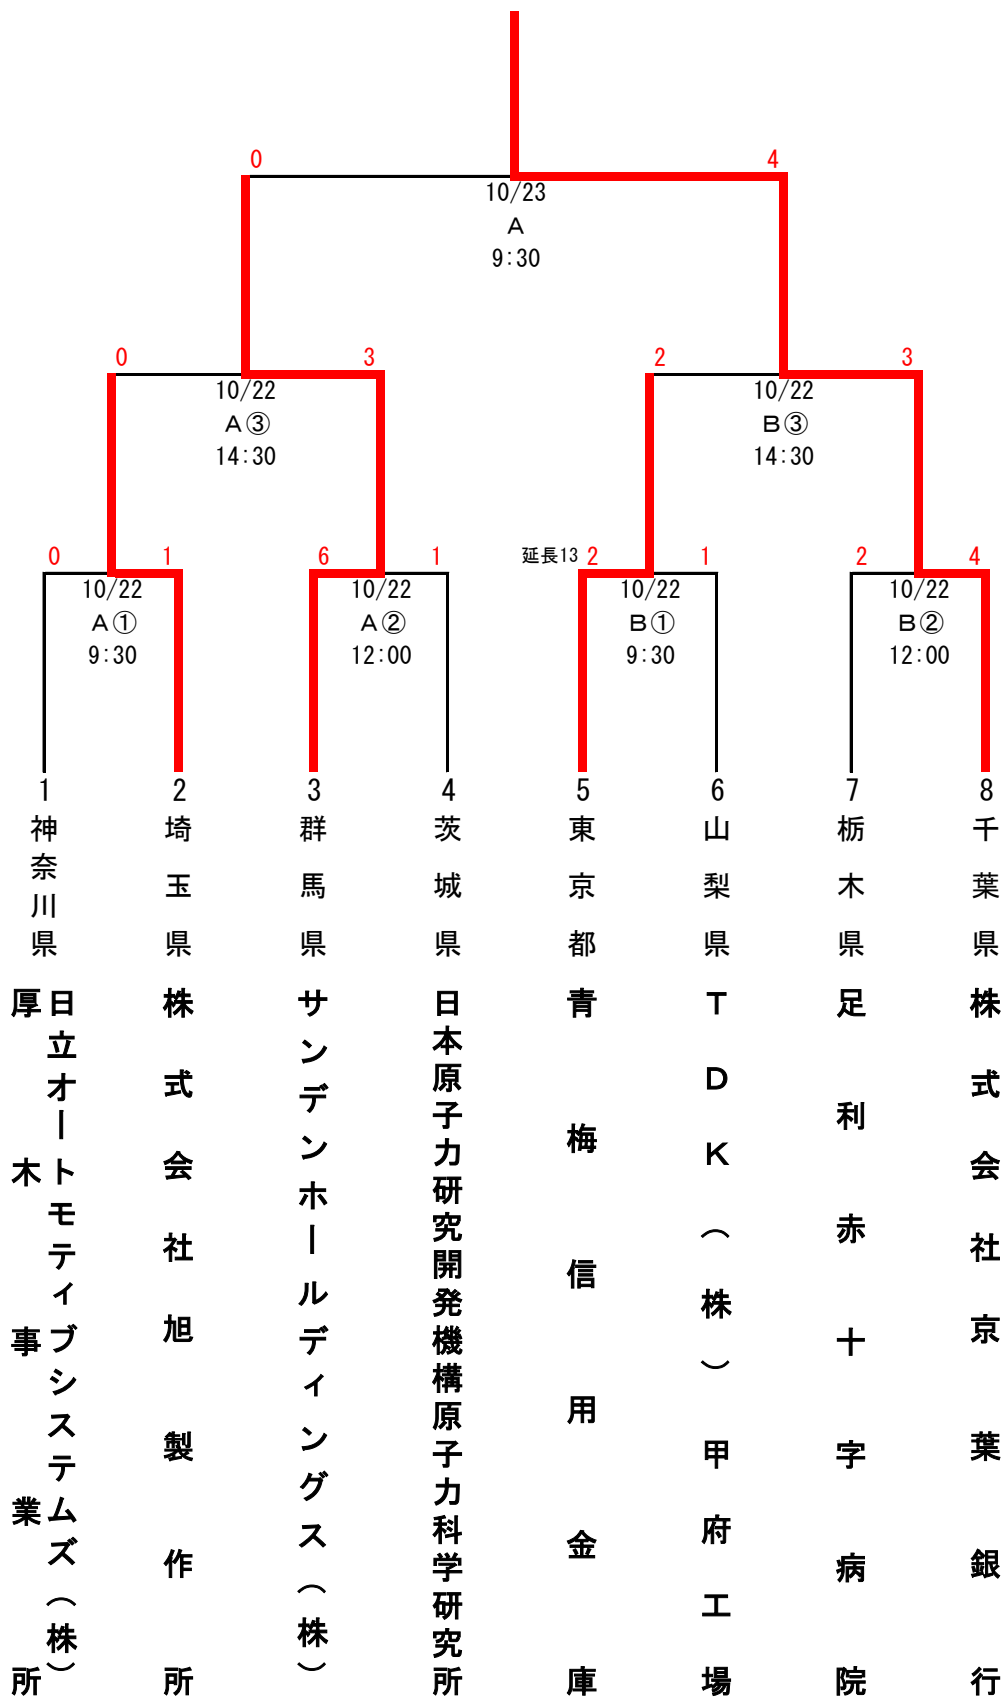 0 4
10/23
A
9:30
0 3 2 3
10/22 10/22
A③ B③
14:30 14:30
0 1 6 1 延長13 2 1 2 4
10/22 10/22 10/22 10/22
A① A② B① B②
9:30 12:00 9:30 12:00
1 2 3 4 5 6 7 8
神奈川県
埼玉県
群馬県
茨城県
東京都
山梨県
栃木県
千葉県
日立オートモティブシステムズ(株)
厚木事業所
株式会社旭製作所
サンデンホールディングス(株)
日本原子力研究開発機構原子力科学研究所
青梅信用金庫
TDK(株)甲府工場
足利赤十字病院
株式会社京葉銀行